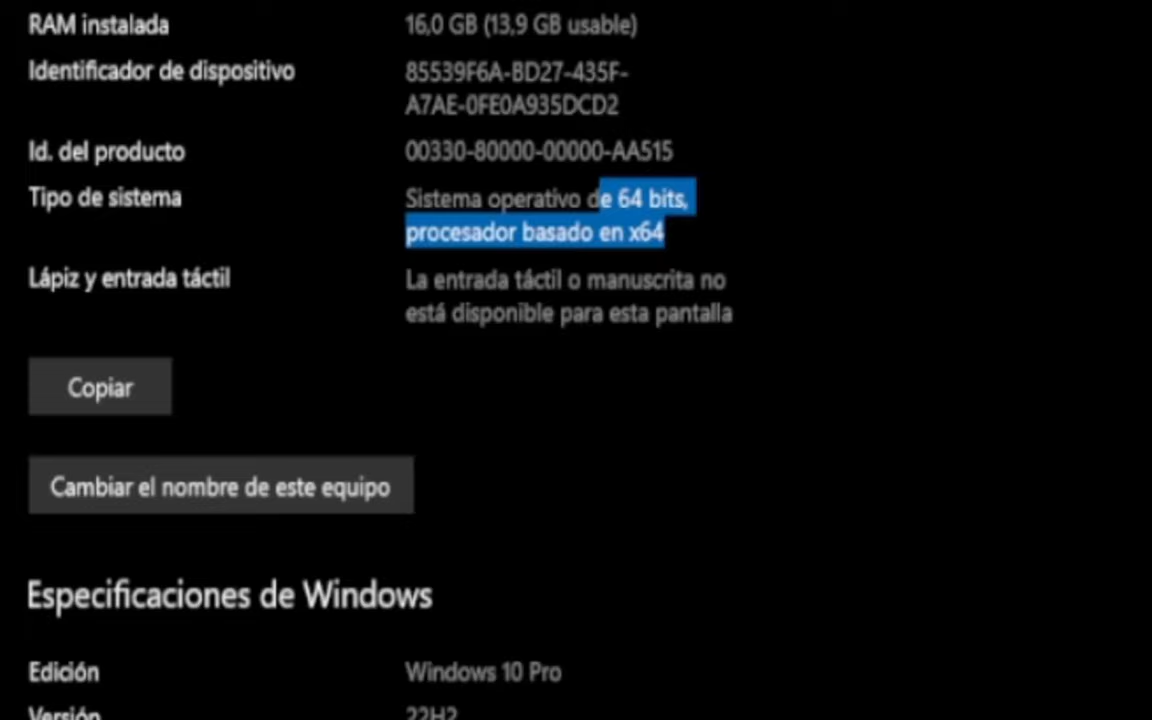 RAM instalada 16,0 GB (13,9 GB usable)
Identificador de dispositivo 85539F6A-BD27-435F-
A7AE-0FE0A935DCD2
Id. del producto 00330-80000-00000-AA515
Tipo de sistema Sistema operativo de 64 bits,
procesador basado en x64
Lápiz y entrada táctil La entrada táctil o manuscrita no
está disponible para esta pantalla
Copiar
Cambiar el nombre de este equipo
Especificaciones de Windows
Edición Windows 10 Pro
Versión 22H2